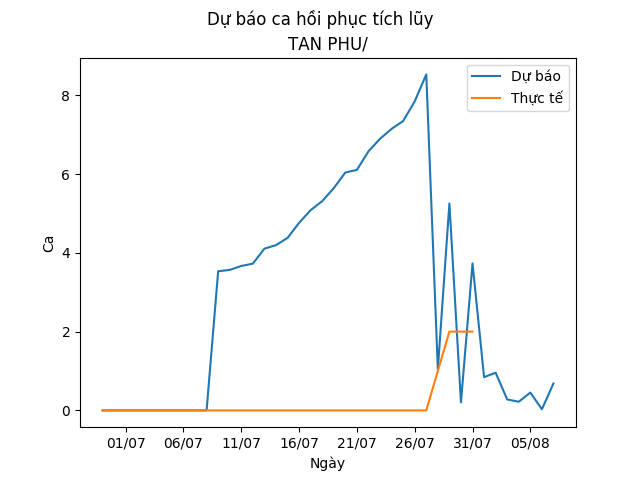 Dự báo ca hồi phục tích lũy
TAN PHU/
Dự báo
Thực tế
Ca
8
6
4
2
0
01/07 06/07 11/07 16/07 21/07 26/07 31/07 05/08
Ngày